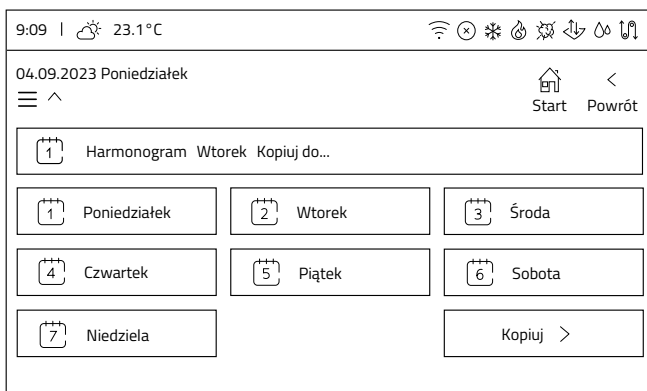 9:09 | 23.1°C
04.09.2023 Poniedziałek
Start Powrót
1 Harmonogram Wtorek Kopiuj do...
1 Poniedziałek 2 Wtorek 3 Środa
4 Czwartek 5 Piątek 6 Sobota
7 Niedziela Kopiuj >